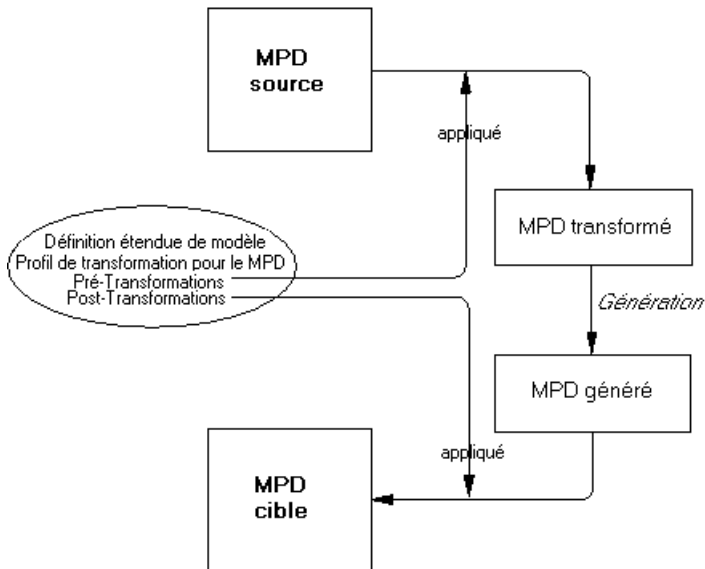 MPD
source
appliqué
MPD transformé
Définition étendue de modèle
Profil de transformation pour le MPD
Pré-Transformations
Post-Transformations
Génération
MPD généré
appliqué
MPD
cible